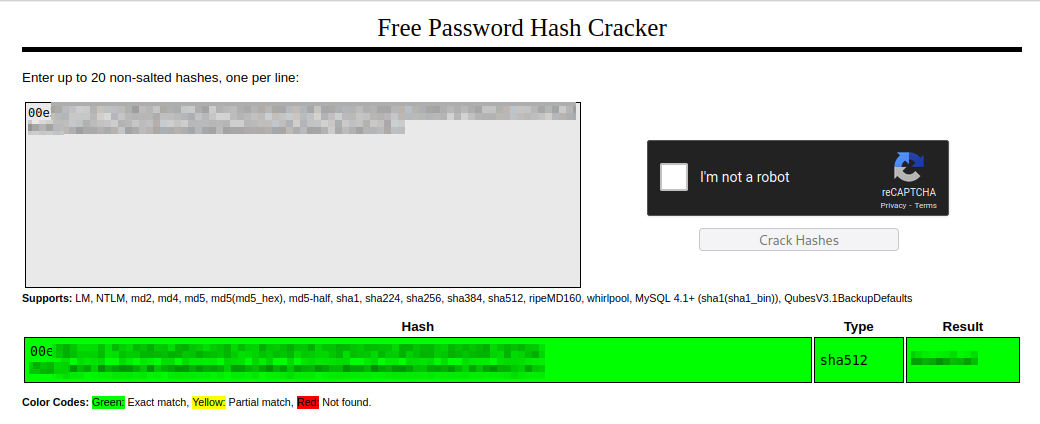 Free Password Hash Cracker
Enter up to 20 non-salted hashes, one per line:
00e
I'm not a robot
reCAPTCHA
Privacy - Terms
Crack Hashes
Supports: LM, NTLM, md2, md4, md5, md5(md5_hex), md5-half, sha1, sha224, sha256, sha384, sha512, ripeMD160, whirlpool, MySQL 4.1+ (sha1(sha1_bin)), QubesV3.1BackupDefaults
Hash Type Result
00e sha512
Color Codes: Green: Exact match, Yellow: Partial match, Red: Not found.